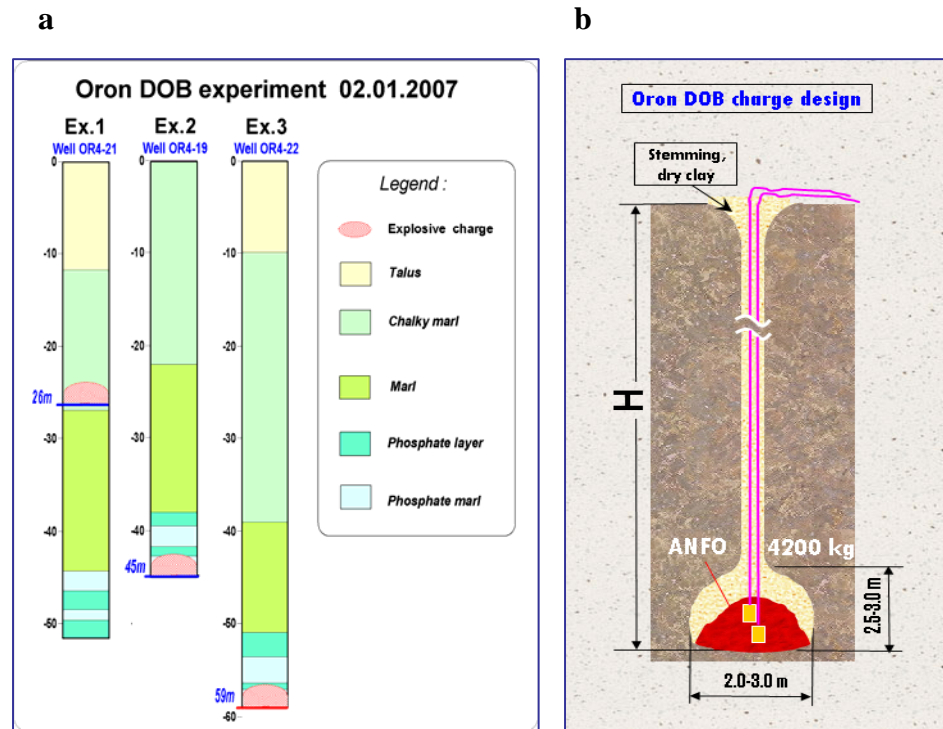 a
b
Oron DOB experiment 02.01.2007
Ex.1
Ex.2
Ex.3
Well OR4-21
Well OR4-19
Well OR4-22
0
-10
-20
26m
-30
-40
-50
0
-10
-20
-30
-40
45m
0
-10
-20
-30
-40
-50
59m
-60
Legend :
Explosive charge
Talus
Chalky marl
Marl
Phosphate layer
Phosphate marl
Oron DOB charge design
Stemming,
dry clay
H
ANFO
4200 kg
2.5-3.0 m
2.0-3.0 m